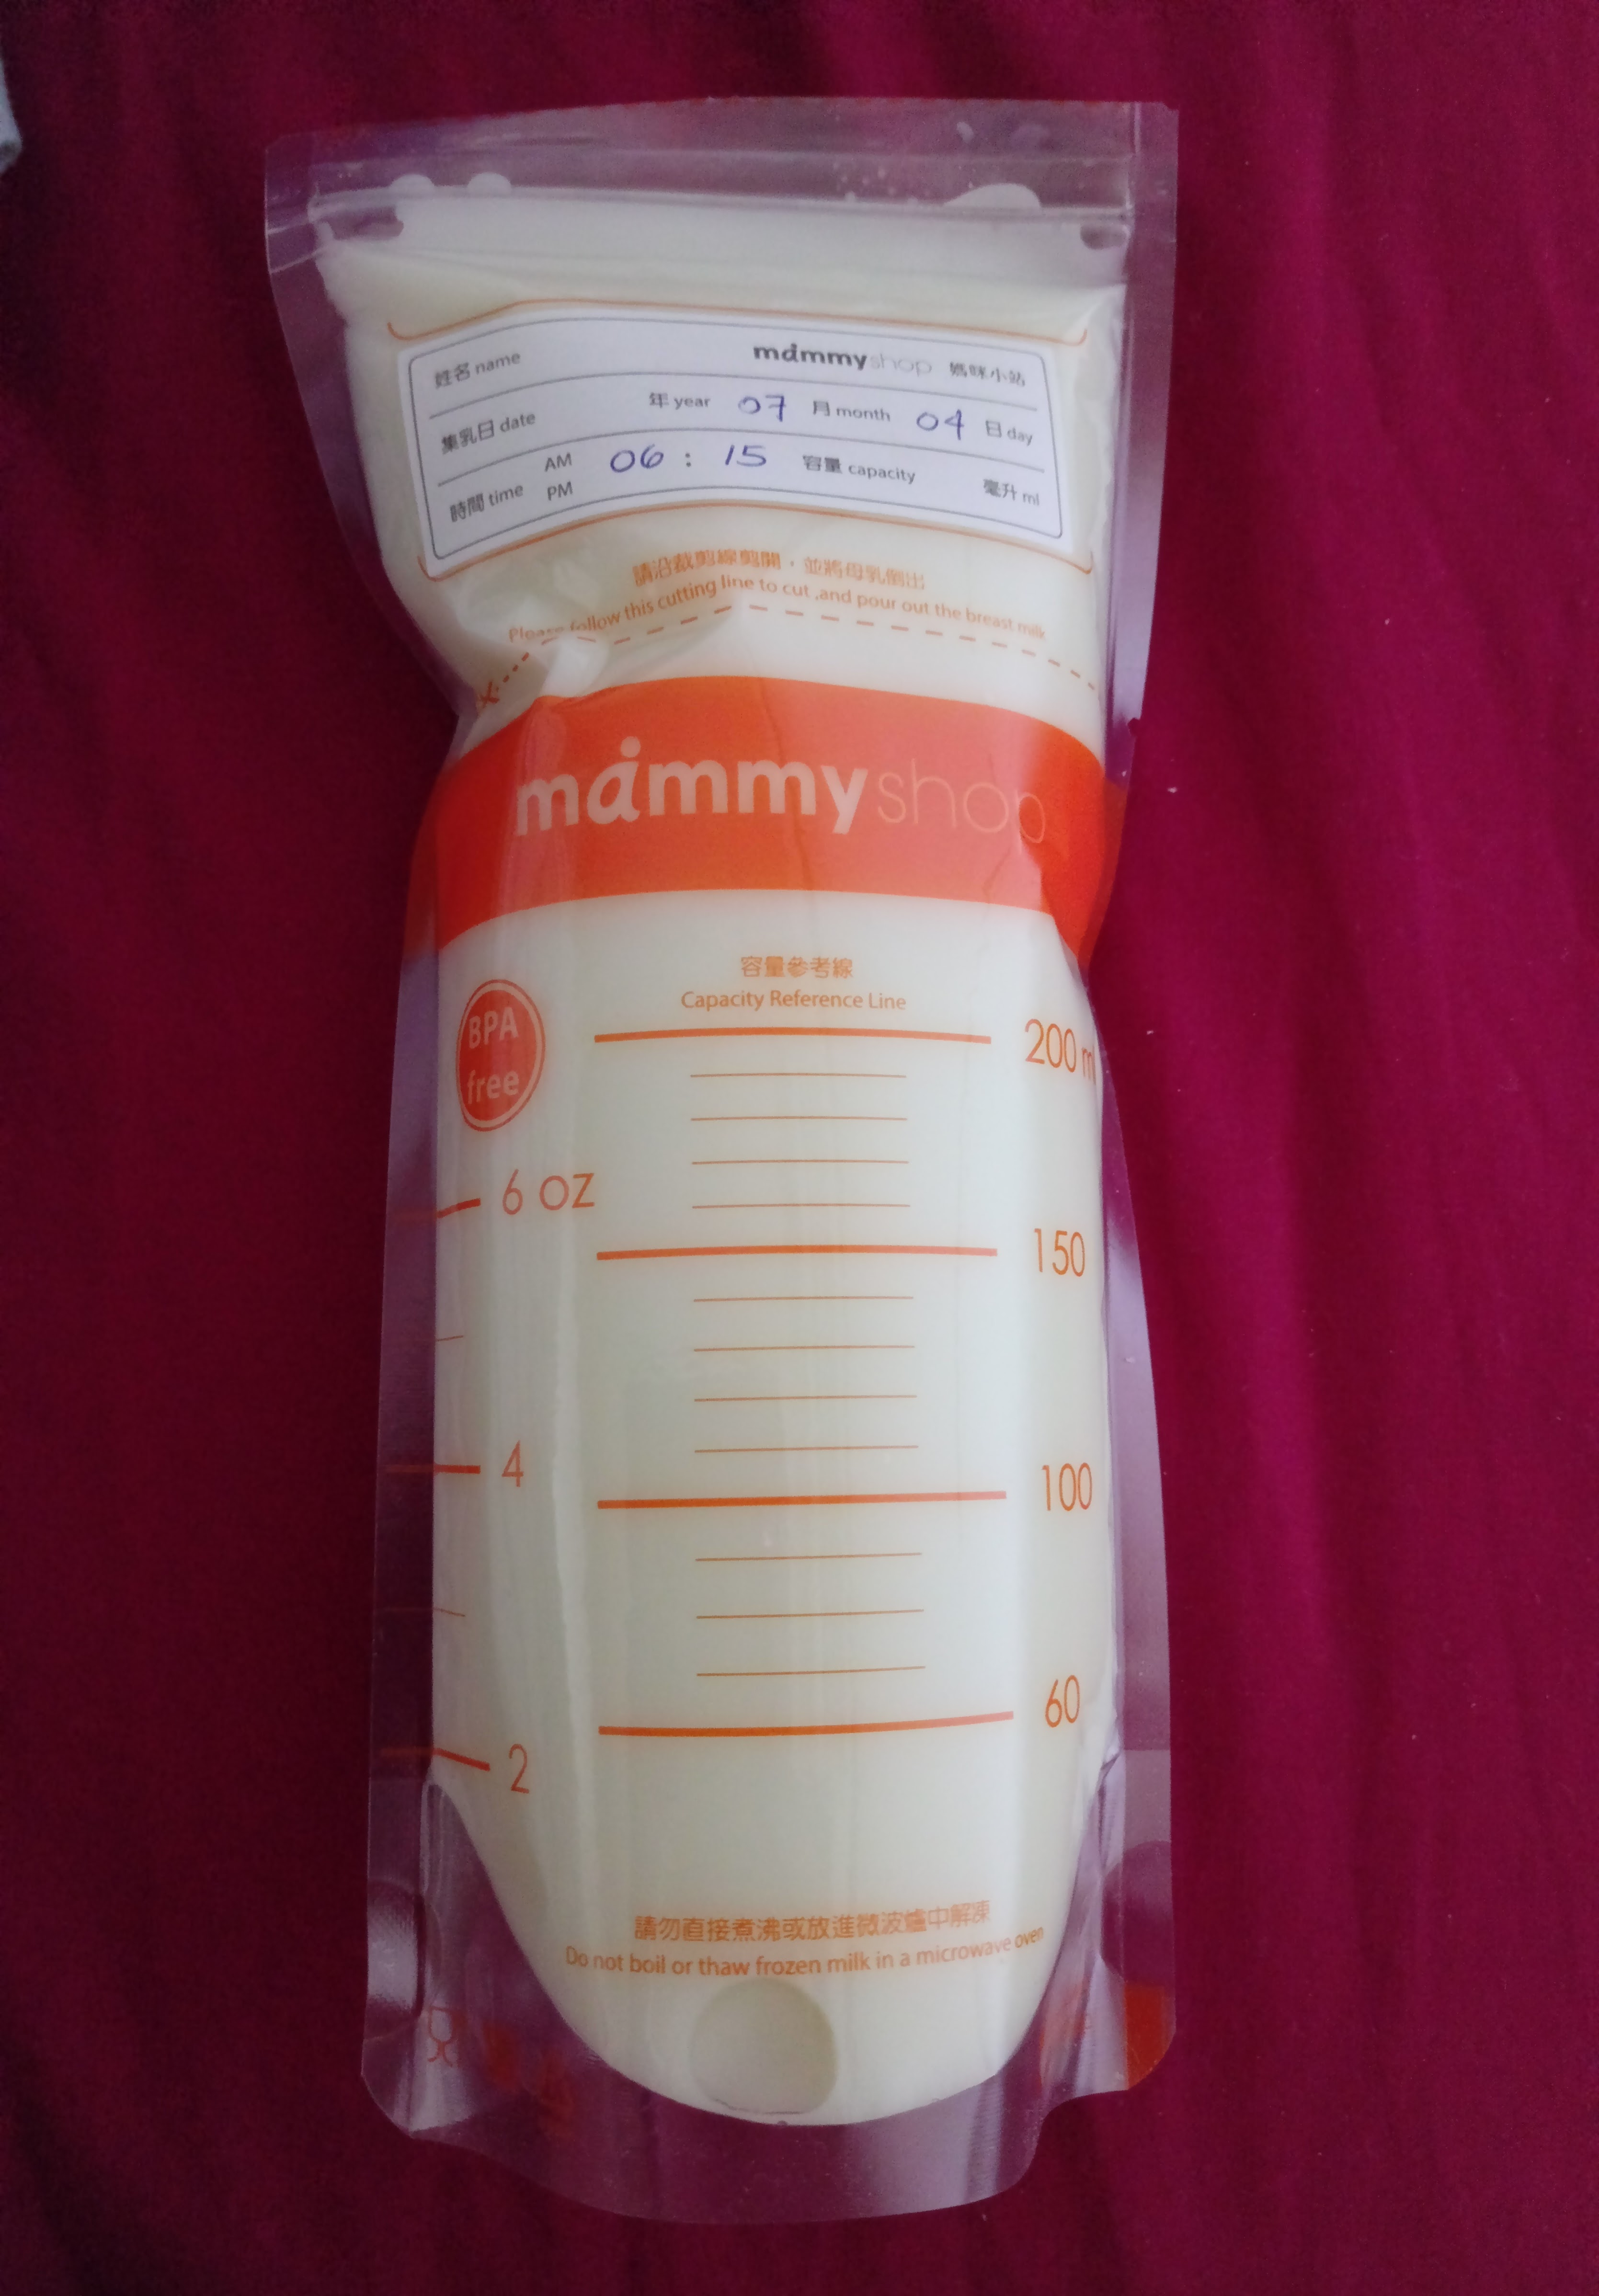 姓名 name mammyshop 媽咪小站
集乳日 date 年 year 07 月 month 04 日 day
時間 time AM PM 06 : 15 容量 capacity 毫升 ml
請沿裁剪線剪開，並將母乳倒出
Please follow this cutting line to cut ,and pour out the breast milk
mammyshop
容量參考線
Capacity Reference Line
BPA
free
200 ml
6 oz
150
4
100
60
2
請勿直接煮沸或放進微波爐中解凍
Do not boil or thaw frozen milk in a microwave oven